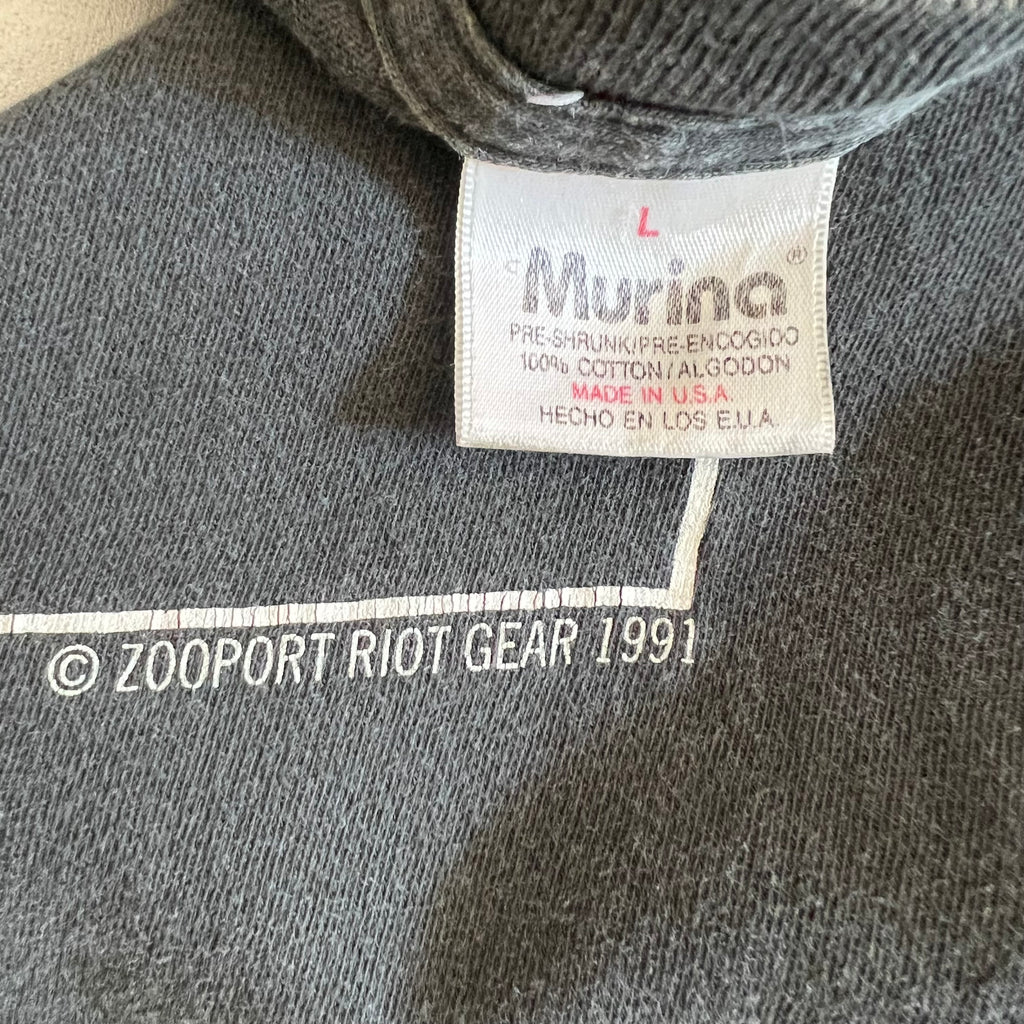 L
Murina®
PRE-SHRUNK/PRE-ENCOGIDO
100% COTTON/ALGODON
MADE IN U.S.A.
HECHO EN LOS E.U.A.
© ZOOPORT RIOT GEAR 1991